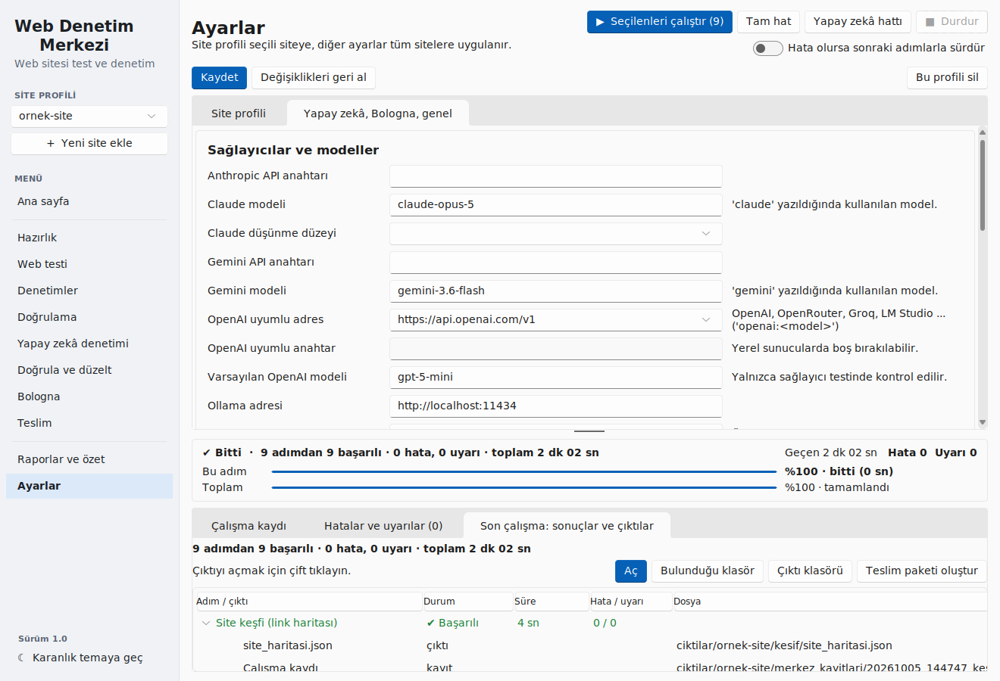 Web Denetim
Merkezi
Web sitesi test ve denetim
SİTE PROFİLİ
ornek-site
+ Yeni site ekle
MENÜ
Ana sayfa
Hazırlık
Web testi
Denetimler
Doğrulama
Yapay zekâ denetimi
Doğrula ve düzelt
Bologna
Teslim
Raporlar ve özet
Ayarlar
Sürüm 1.0
☾ Karanlık temaya geç
Ayarlar
Site profili seçili siteye, diğer ayarlar tüm sitelere uygulanır.
▶ Seçilenleri çalıştır (9) Tam hat Yapay zekâ hattı ■ Durdur
Hata olursa sonraki adımlarla sürdür
Kaydet Değişiklikleri geri al Bu profili sil
Site profili Yapay zekâ, Bologna, genel
Sağlayıcılar ve modeller
Anthropic API anahtarı
Claude modeli claude-opus-5 'claude' yazıldığında kullanılan model.
Claude düşünme düzeyi
Gemini API anahtarı
Gemini modeli gemini-3.6-flash 'gemini' yazıldığında kullanılan model.
OpenAI uyumlu adres https://api.openai.com/v1 OpenAI, OpenRouter, Groq, LM Studio ...
('openai:<model>')
OpenAI uyumlu anahtar Yerel sunucularda boş bırakılabilir.
Varsayılan OpenAI modeli gpt-5-mini Yalnızca sağlayıcı testinde kontrol edilir.
Ollama adresi http://localhost:11434
✔ Bitti · 9 adımdan 9 başarılı · 0 hata, 0 uyarı · toplam 2 dk 02 sn Geçen 2 dk 02 sn Hata 0 Uyarı 0
Bu adım %100 · bitti (0 sn)
Toplam %100 · tamamlandı
Çalışma kaydı Hatalar ve uyarılar (0) Son çalışma: sonuçlar ve çıktılar
9 adımdan 9 başarılı · 0 hata, 0 uyarı · toplam 2 dk 02 sn
Çıktıyı açmak için çift tıklayın. Aç Bulunduğu klasör Çıktı klasörü Teslim paketi oluştur
Adım / çıktı Durum Süre Hata / uyarı Dosya
Site keşfi (link haritası) ✔ Başarılı 4 sn 0 / 0
site_haritasi.json çıktı ciktilar/ornek-site/kesif/site_haritasi.json
Çalışma kaydı kayıt ciktilar/ornek-site/merkez_kayitlari/20261005_144747_kes